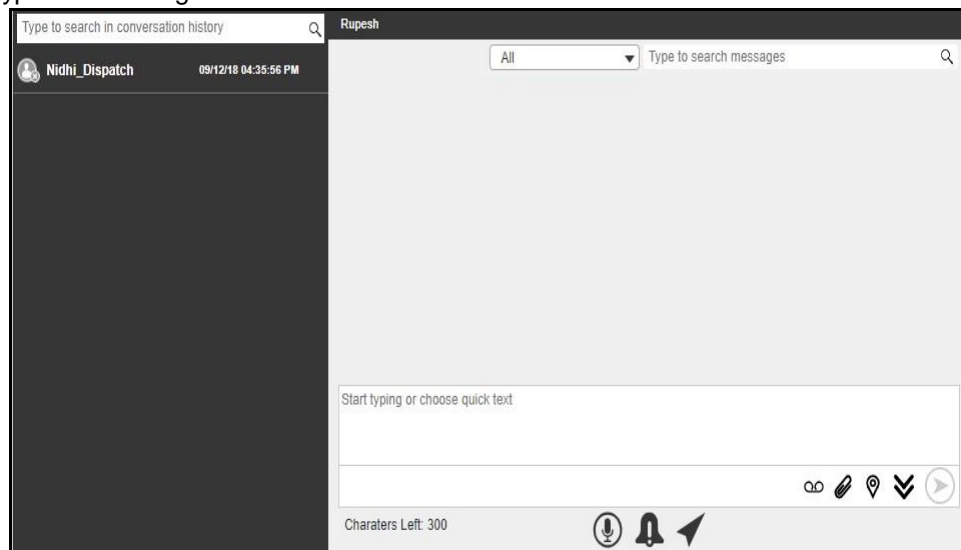 Type to search in conversation history
Nidhi_Dispatch 09/12/18 04:35:56 PM
Rupesh
All Type to search messages
Start typing or choose quick text
Charaters Left: 300